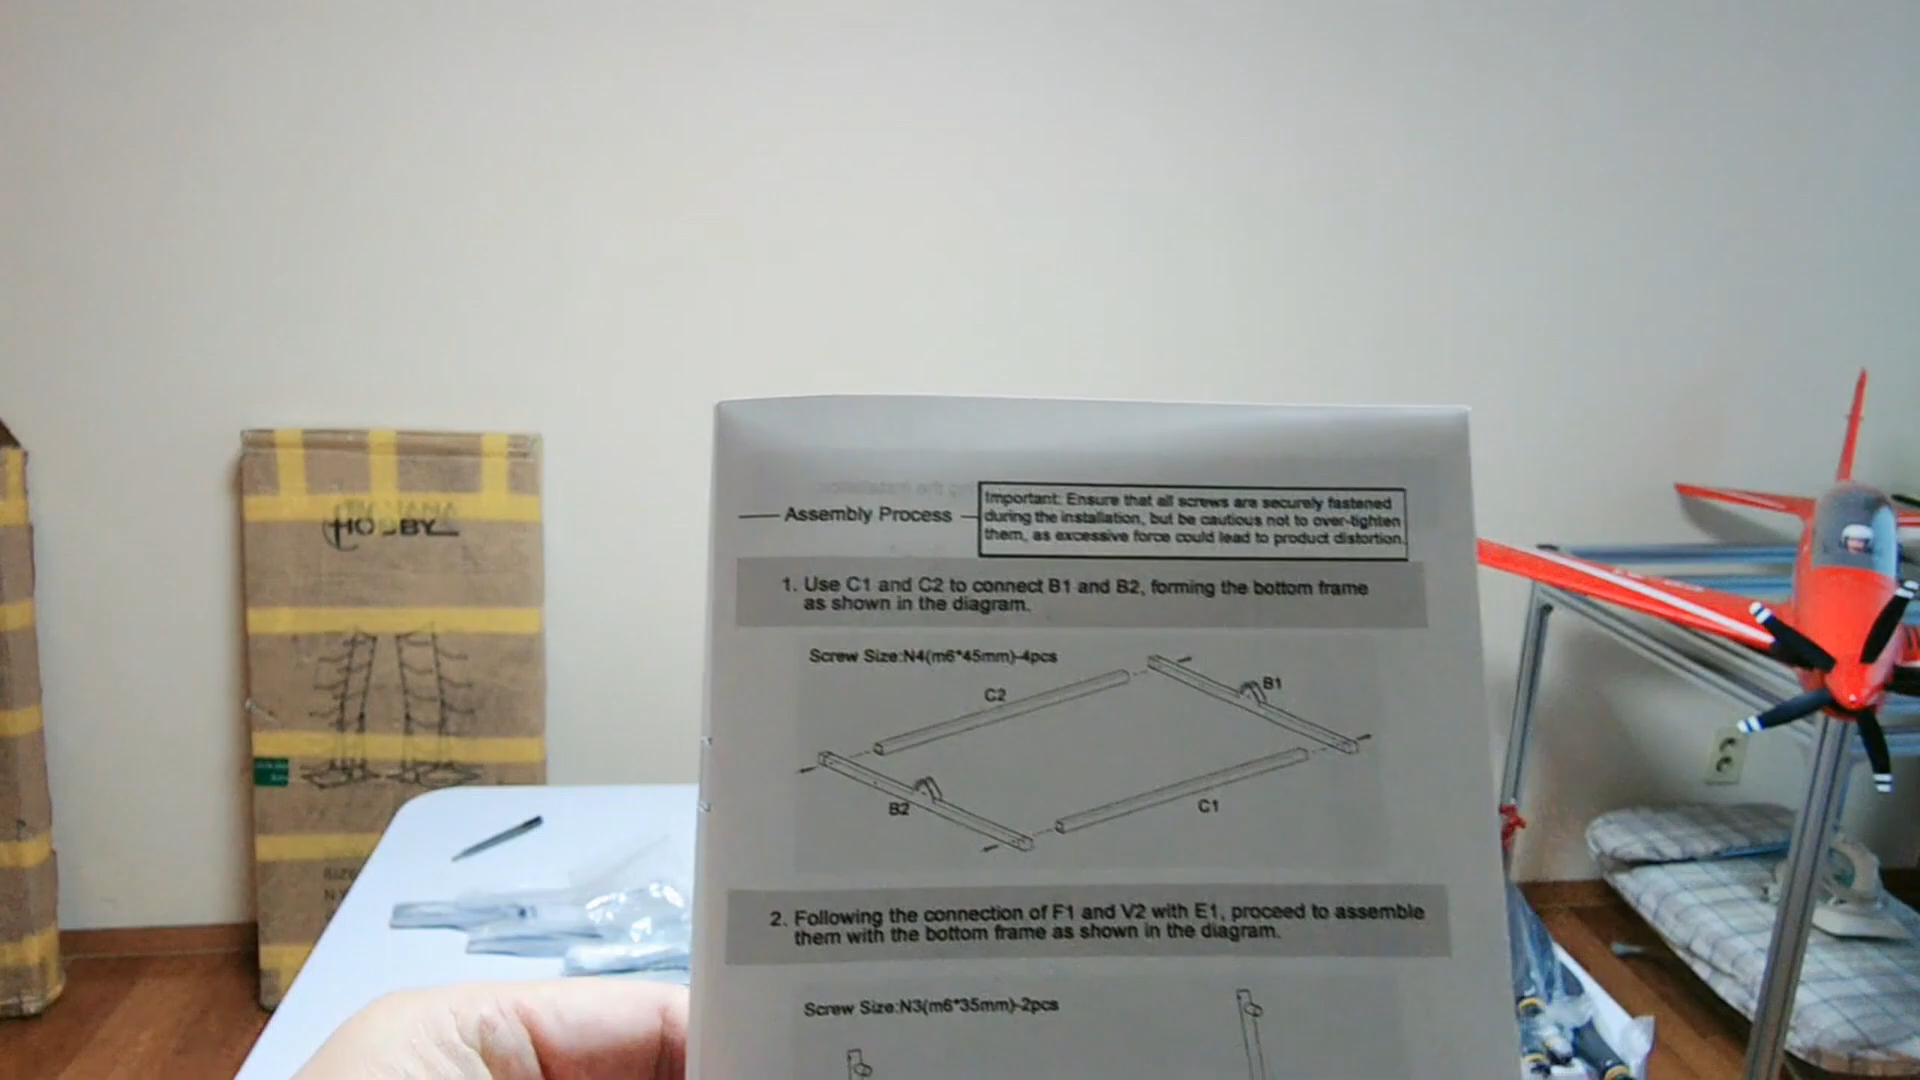 Assembly Process
Important: Ensure that all screws are securely fastened
during the installation, but be cautious not to over-tighten
them, as excessive force could lead to product distortion.
1. Use C1 and C2 to connect B1 and B2, forming the bottom frame
as shown in the diagram.
Screw Size:N4(m6*45mm)-4pcs
C2
B1
B2
C1
2. Following the connection of F1 and V2 with E1, proceed to assemble
them with the bottom frame as shown in the diagram.
Screw Size:N3(m6*35mm)-2pcs